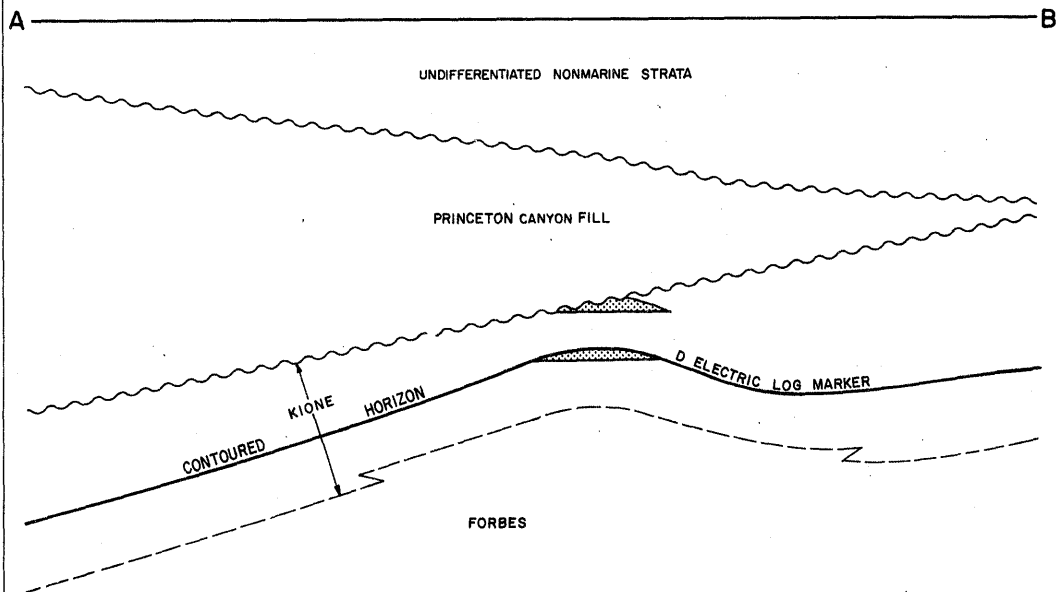 A B
UNDIFFERENTIATED NONMARINE STRATA
PRINCETON CANYON FILL
D ELECTRIC LOG MARKER
KIONE
CONTOURED HORIZON
FORBES